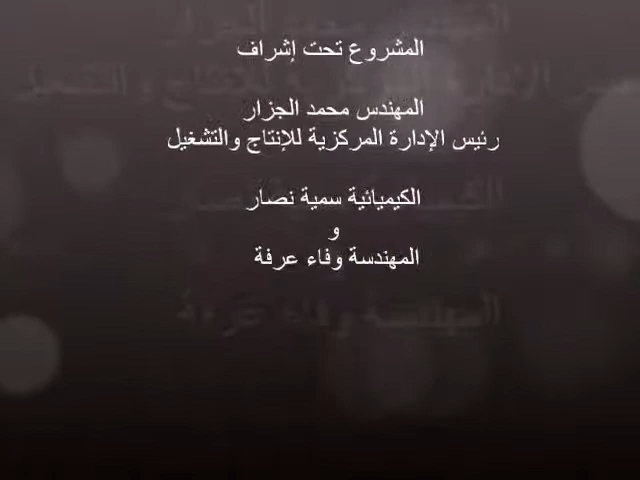 المشروع تحت إشراف
المهندس محمد الجزار
رئيس الإدارة المركزية للإنتاج والتشغيل
الكيميائية سمية نصار
و
المهندسة وفاء عرفة